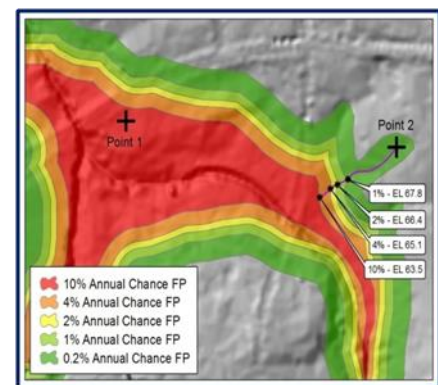 Point 1
Point 2
1% - EL 67.8
2% - EL 66.4
4% - EL 65.1
10% - EL 63.5
10% Annual Chance FP
4% Annual Chance FP
2% Annual Chance FP
1% Annual Chance FP
0.2% Annual Chance FP